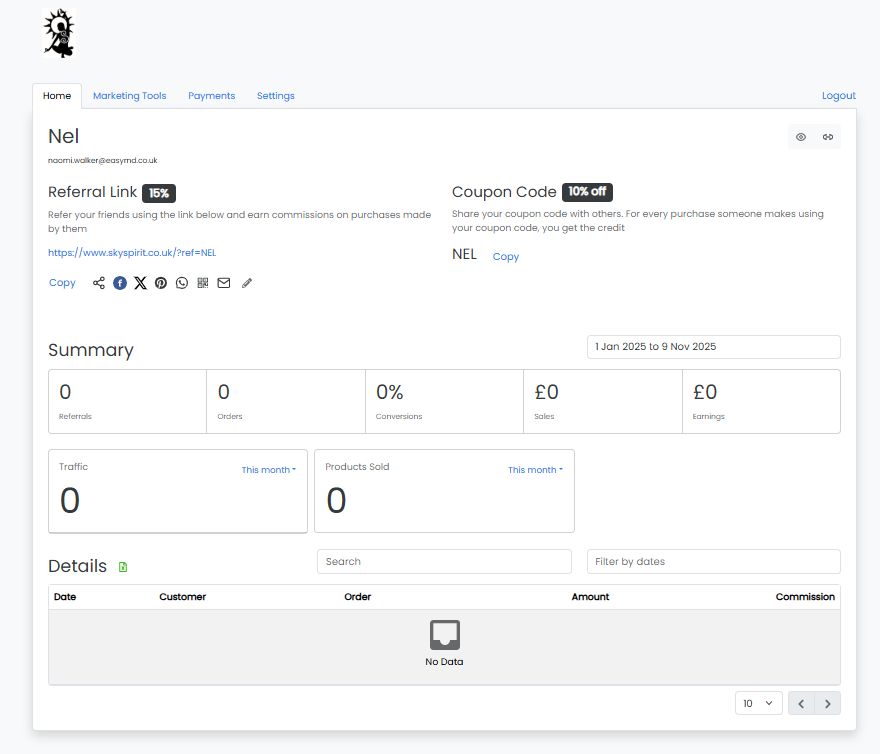 Home Marketing Tools Payments Settings Logout
Nel
naomi.walker@easymd.co.uk
Referral Link 15%
Refer your friends using the link below and earn commissions on purchases made
by them
https://www.skyspirit.co.uk/?ref=NEL
Copy
Coupon Code 10% off
Share your coupon code with others. For every purchase someone makes using
your coupon code, you get the credit
NEL Copy
Summary 1 Jan 2025 to 9 Nov 2025
0 0 0% £0 £0
Referrals Orders Conversions Sales Earnings
Traffic This month
0
Products Sold This month
0
Details Search Filter by dates
Date Customer Order Amount Commission
No Data
10